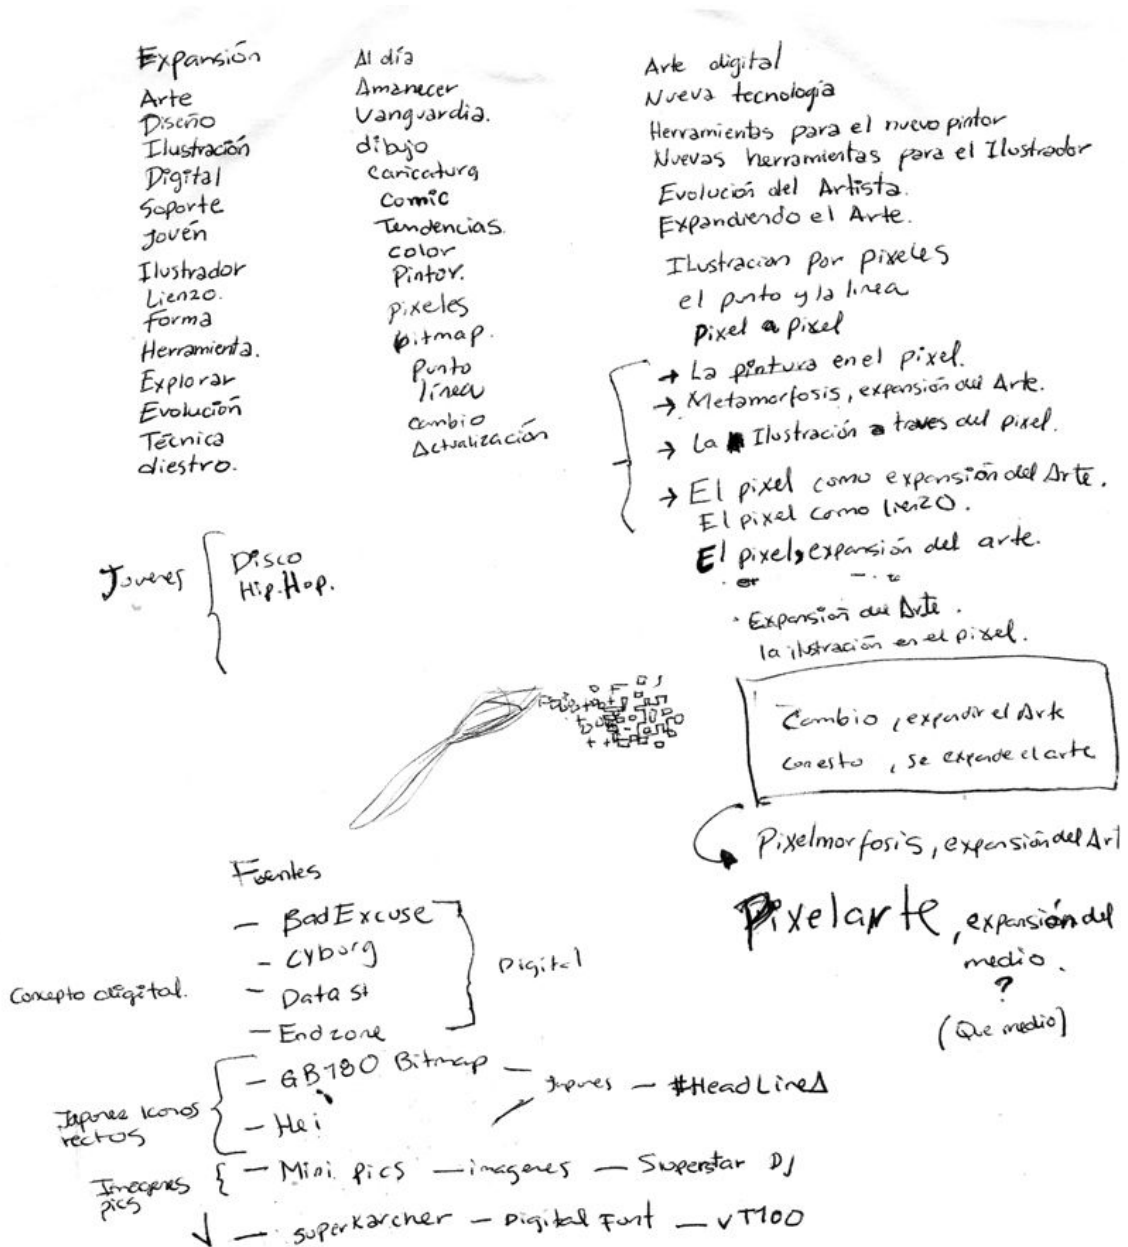 Expansión
Arte
Diseño
Ilustración
Digital
Soporte
Jovén
Ilustrador
Lienzo.
Forma
Herramienta.
Explorar
Evolución
Técnica
diestro.
Al día
Amanecer
Vanguardia.
dibujo
caricatura
Comic
Tendencias.
color
Pintor.
pixeles
bitmap.
Punto
línea
cambio
Actualización
Arte digital
Nueva tecnología
Herramientas para el nuevo pintor
Nuevas herramientas para el Ilustrador
Evolución del Artista.
Expandiendo el Arte.
Ilustracion por pixeles
el punto y la linea
Pixel a pixel
→ La pintura en el pixel.
→ Metamorfosis, expansión del Arte.
→ La Ilustración a traves del pixel.
→ El pixel como expansión del Arte.
El pixel como lienzo.
El pixel, expansión del arte.
Expansión del Arte.
la ilustración en el pixel.
Jovenes
Disco
Hip.Hop.
Cambio, expandir el Arte
con esto, se expande el arte
Pixelmorfosis, expansión del Art
Pixelarte, expansión del
medio.
?
(Que medio)
Fuentes
Concepto digital.
- Bad Excuse
- Cyborg
- Data st
- Endzone
Digital
Japones Iconos
rectos
- GB180 Bitmap -
- Hei
Japones - #HeadLineA
Imagenes
pics
- Mini pics - imagenes - Superstar DJ
- superkarcher - Digital Font - VT100